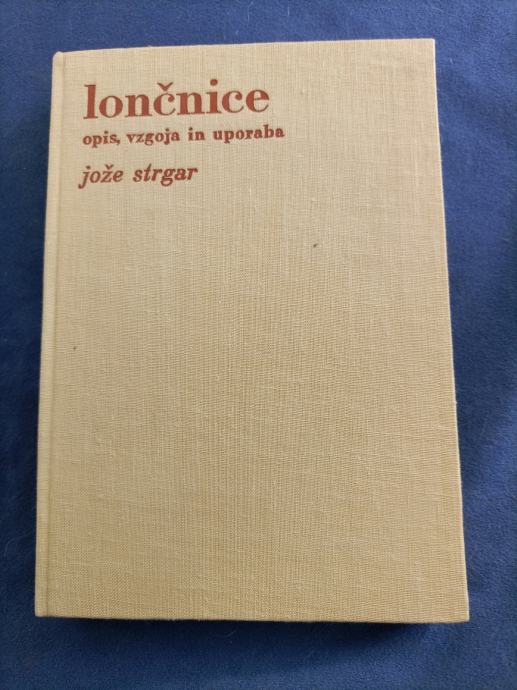 lončnice
opis, vzgoja in uporaba
jože strgar